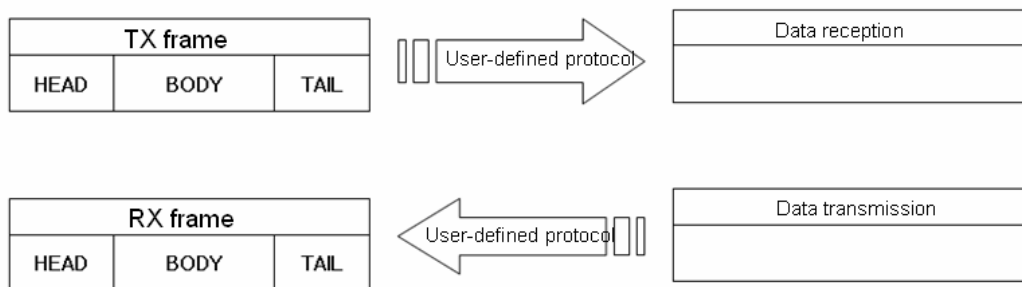 TX frame
HEAD BODY TAIL
User-defined protocol
Data reception
RX frame
HEAD BODY TAIL
User-defined protocol
Data transmission